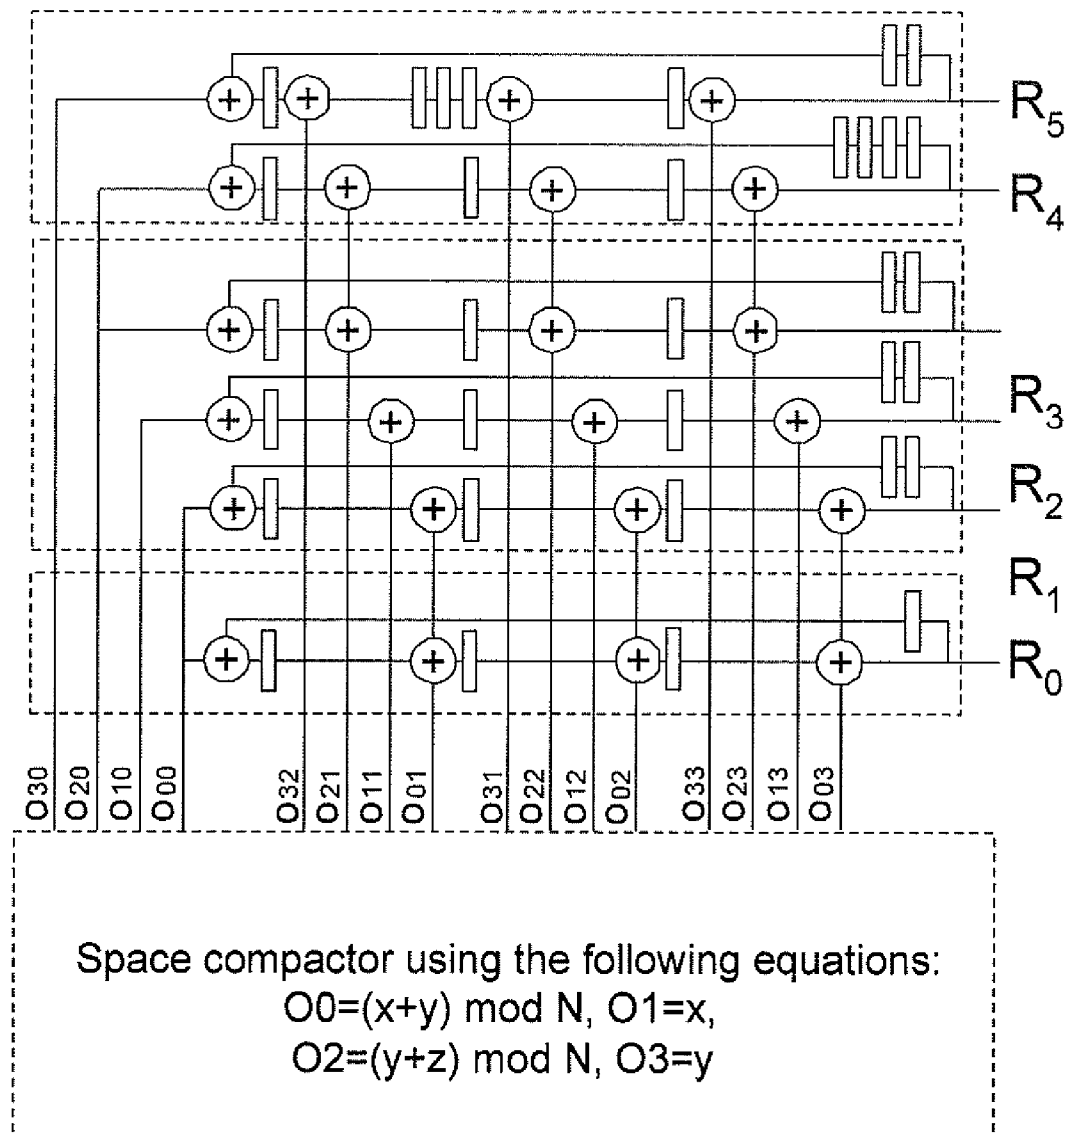 R5
R4
R3
R2
R1
R0
O30 O20 O10 O00 O32 O21 O11 O01 O31 O22 O12 O02 O33 O23 O13 O03
Space compactor using the following equations:
O0=(x+y) mod N, O1=x,
O2=(y+z) mod N, O3=y